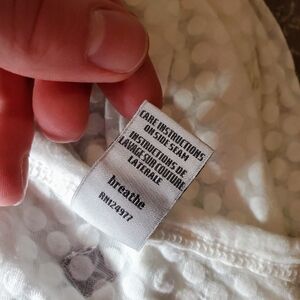 CARE INSTRUCTIONS
ON SIDE SEAM
INSTRUCTIONS DE
LAVAGE SUR COUTURE
LATERALE
breathe
RN124977